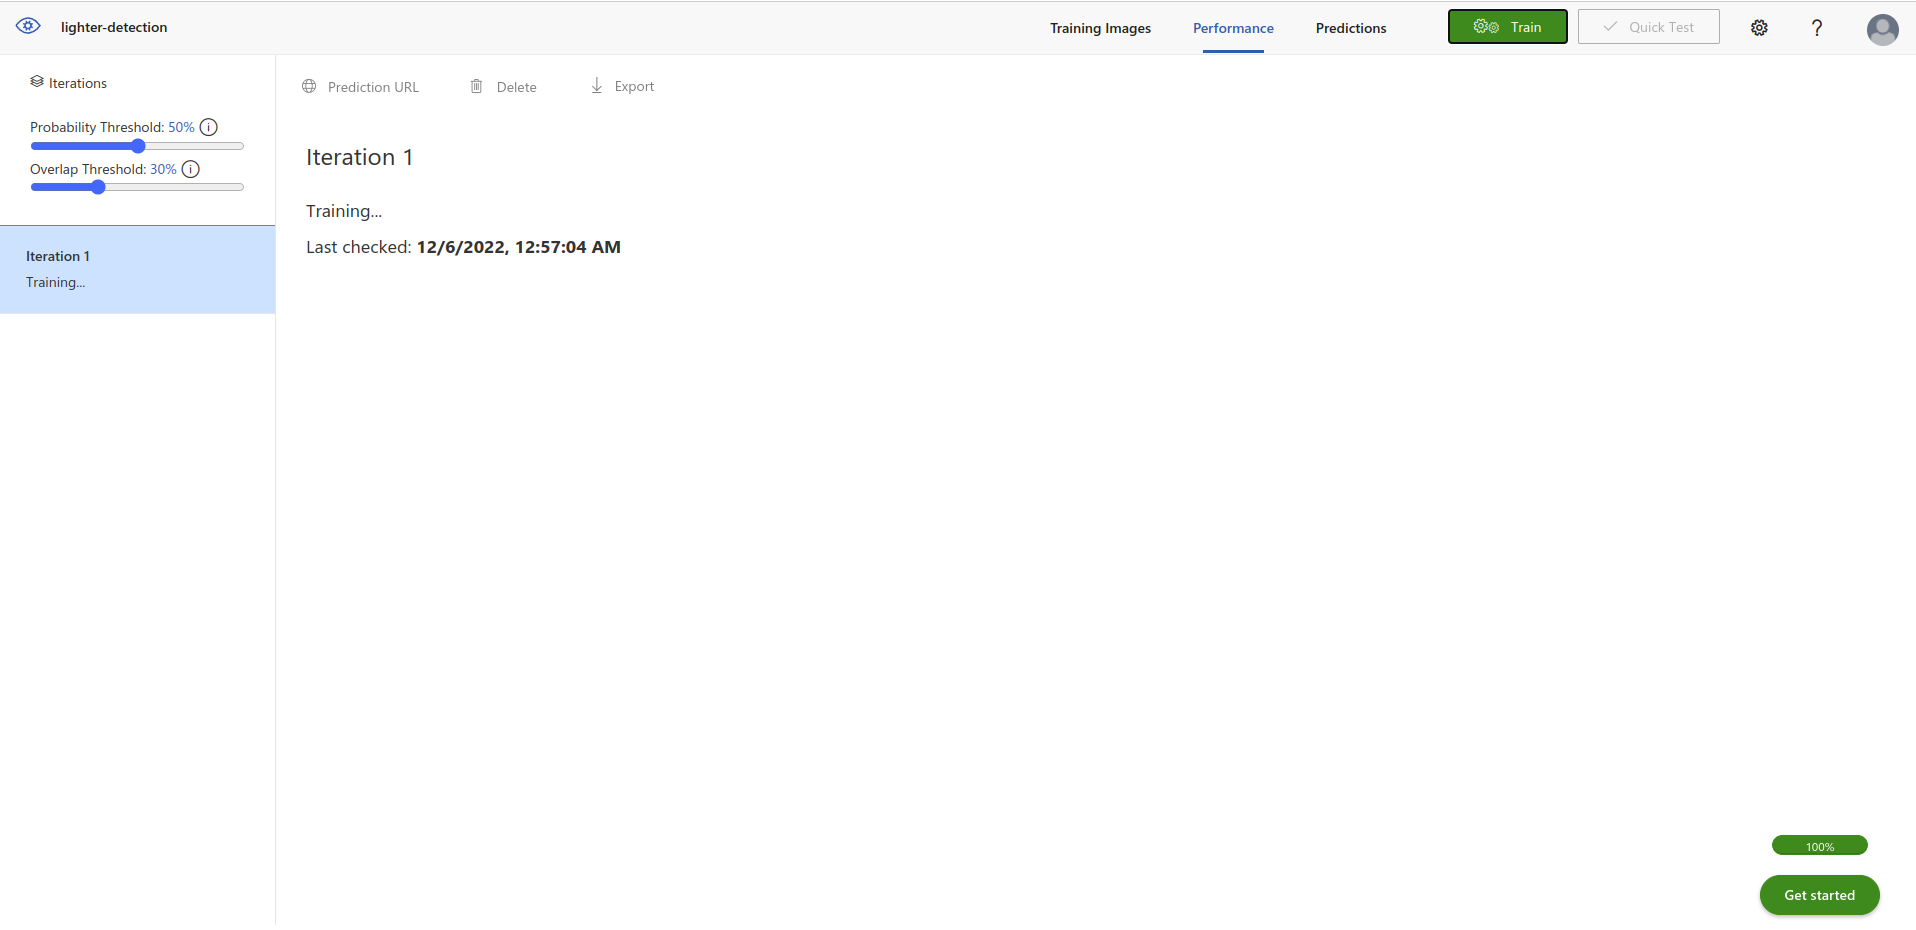 lighter-detection
Training Images
Performance
Predictions
Train
Quick Test
?
Iterations
Probability Threshold: 50% i
Overlap Threshold: 30% i
Iteration 1
Training...
Prediction URL
Delete
Export
Iteration 1
Training...
Last checked: 12/6/2022, 12:57:04 AM
100%
Get started